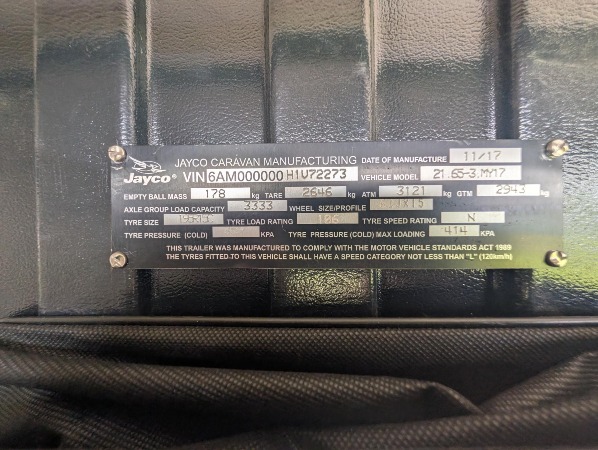 JAYCO CARAVAN MANUFACTURING DATE OF MANUFACTURE 11/17
Jayco VIN 6AM000000H1V72273 VEHICLE MODEL 21.65-3.MY17
EMPTY BALL MASS 178 kg TARE 2646 kg ATM 3121 kg GTM 2943 kg
AXLE GROUP LOAD CAPACITY 3333 WHEEL SIZE/PROFILE
TYRE SIZE TYRE LOAD RATING 106 TYRE SPEED RATING N
TYRE PRESSURE (COLD) KPA TYRE PRESSURE (COLD) MAX LOADING 414 KPA
THIS TRAILER WAS MANUFACTURED TO COMPLY WITH THE MOTOR VEHICLE STANDARDS ACT 1989
THE TYRES FITTED TO THIS VEHICLE SHALL HAVE A SPEED CATEGORY NOT LESS THAN "L" (120km/h)